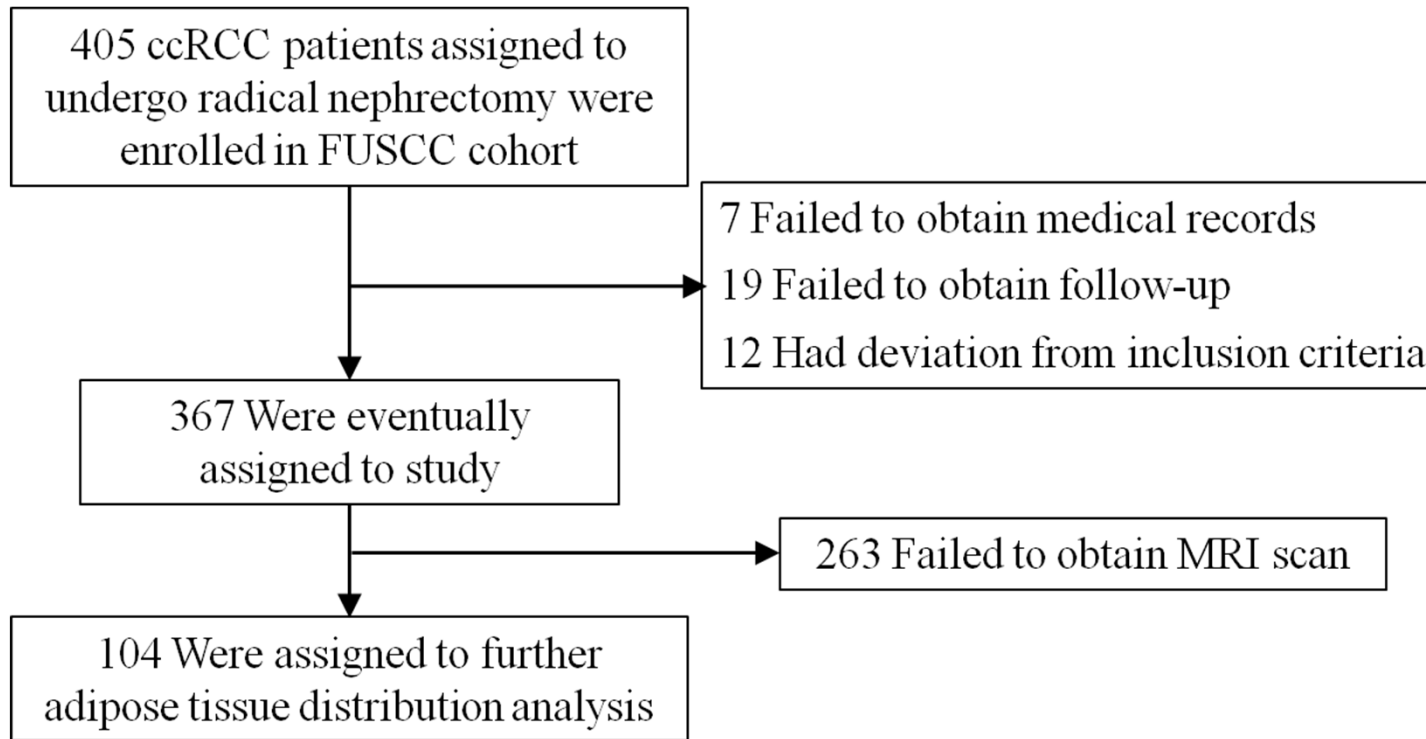 405 ccRCC patients assigned to
undergo radical nephrectomy were
enrolled in FUSCC cohort
7 Failed to obtain medical records
19 Failed to obtain follow-up
12 Had deviation from inclusion criteria
367 Were eventually
assigned to study
263 Failed to obtain MRI scan
104 Were assigned to further
adipose tissue distribution analysis